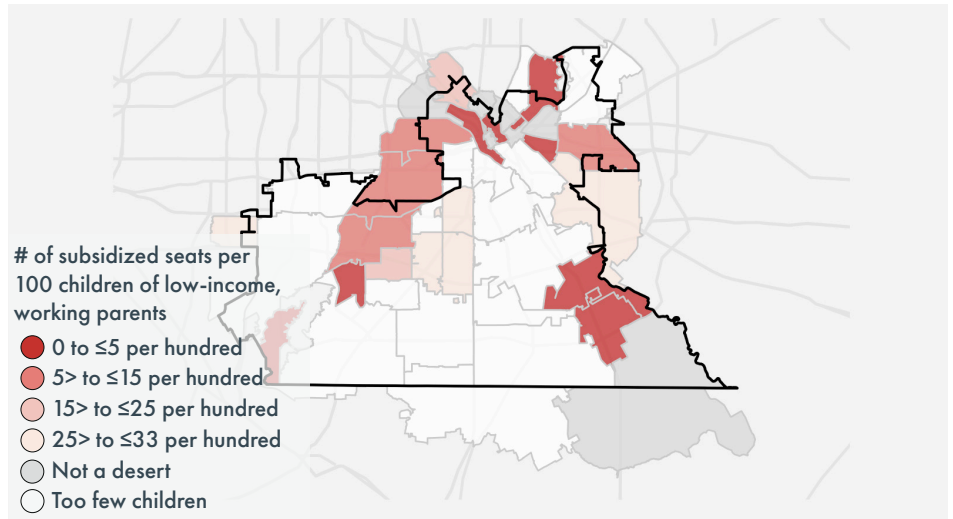 # of subsidized seats per
100 children of low-income,
working parents
0 to ≤5 per hundred
5> to ≤15 per hundred
15> to ≤25 per hundred
25> to ≤33 per hundred
Not a desert
Too few children